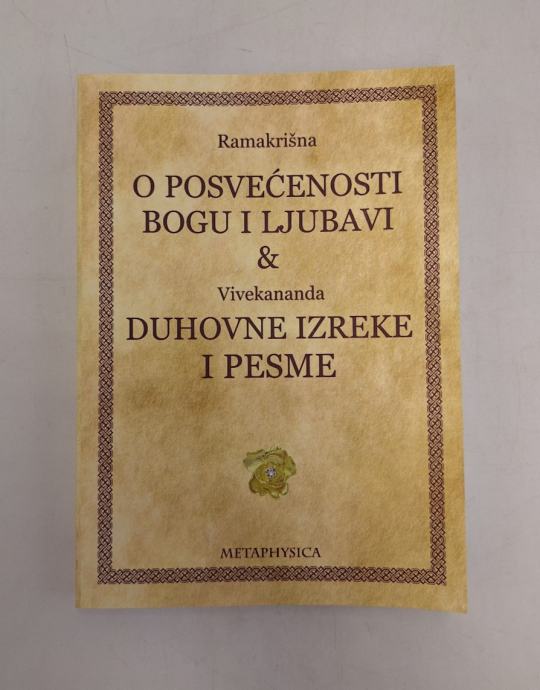 Ramakrišna
O POSVEĆENOSTI
BOGU I LJUBAVI
&
Vivekananda
DUHOVNE IZREKE
I PESME
METAPHYSICA